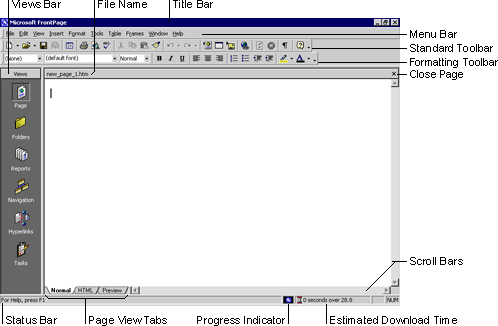 Views Bar File Name Title Bar
Microsoft FrontPage
File Edit View Insert Format Tools Table Frames Window Help
Menu Bar
Standard Toolbar
(None) (default font) Normal B I U A
Formatting Toolbar
Views new_page_1.htm
Close Page
Page
Folders
Reports
Navigation
Hyperlinks
Tasks
Scroll Bars
Normal HTML Preview
For Help, press F1 0 seconds over 28.8 NUM
Status Bar Page View Tabs Progress Indicator Estimated Download Time